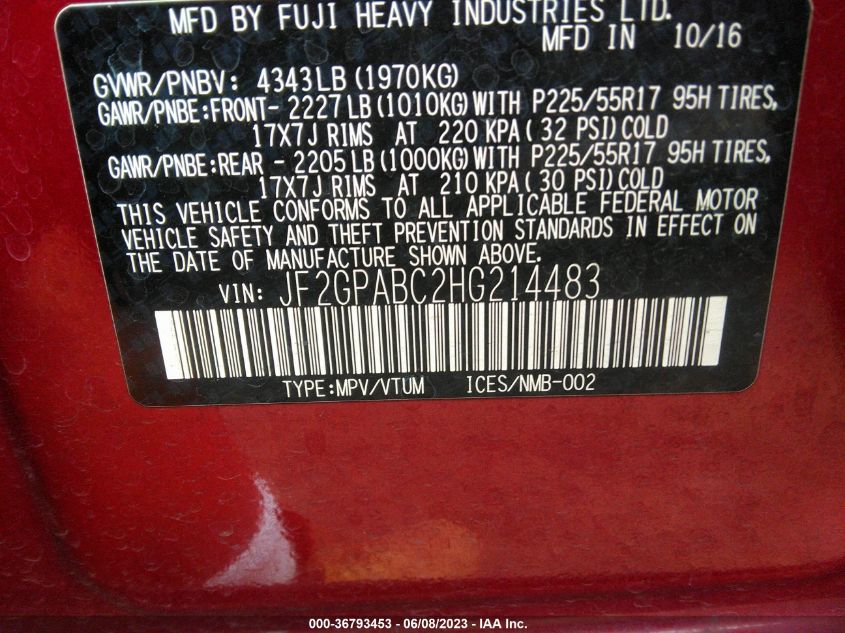 MFD BY FUJI HEAVY INDUSTRIES LTD.
MFD IN 10/16
GVWR/PNBV: 4343LB (1970KG)
GAWR/PNBE:FRONT- 2227LB (1010KG)WITH P225/55R17 95H TIRES,
17X7J RIMS AT 220 KPA(32 PSI)COLD
GAWR/PNBE:REAR - 2205LB (1000KG)WITH P225/55R17 95H TIRES,
17X7J RIMS AT 210 KPA(30 PSI)COLD
THIS VEHICLE CONFORMS TO ALL APPLICABLE FEDERAL MOTOR
VEHICLE SAFETY AND THEFT PREVENTION STANDARDS IN EFFECT ON
THE DATE OF MANUFACTURE SHOWN ABOVE.
VIN: JF2GPABC2HG214483
TYPE:MPV/VTUM ICES/NMB-002
000-36793453 - 06/08/2023 - IAA Inc.